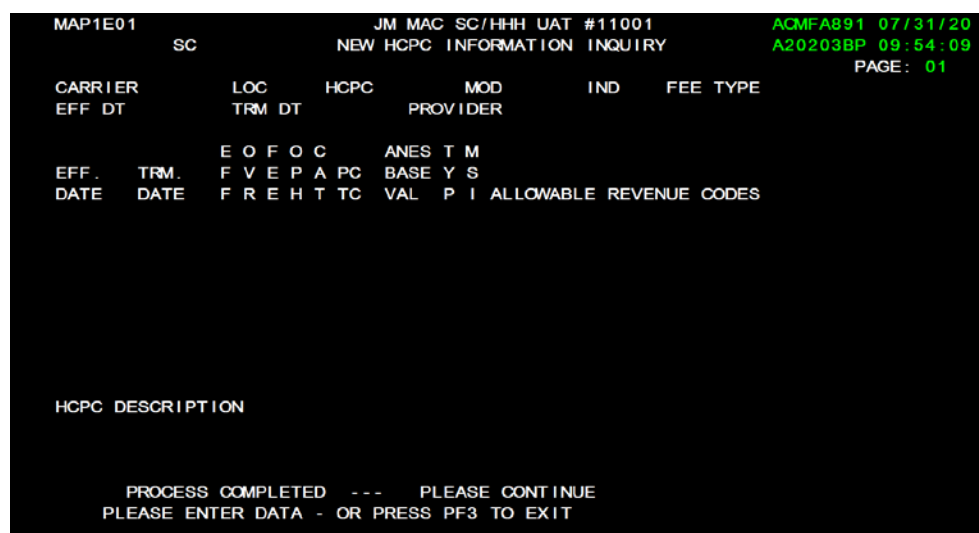 MAP1E01 JM MAC SC/HHH UAT #11001 ACMFA891 07/31/20
SC NEW HCPC INFORMATION INQUIRY A20203BP 09:54:09
PAGE: 01
CARRIER LOC HCPC MOD IND FEE TYPE
EFF DT TRM DT PROVIDER
E O F O C ANES T M
EFF. TRM. F V E P A PC BASE Y S
DATE DATE F R E H T TC VAL P I ALLOWABLE REVENUE CODES
HCPC DESCRIPTION
PROCESS COMPLETED --- PLEASE CONTINUE
PLEASE ENTER DATA - OR PRESS PF3 TO EXIT